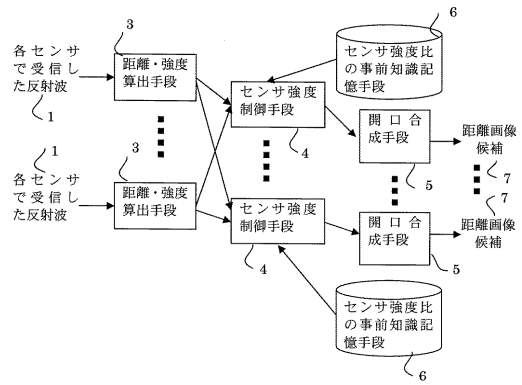 3
各センサ
で受信し
た反射波
1
距離・強度
算出手段
6
センサ強度比
の事前知識記
憶手段
センサ強度
制御手段
4
開口合
成手段
5
距離画像
候補
7
1
各センサ
で受信し
た反射波
3
距離・強度
算出手段
センサ強度
制御手段
4
開口合
成手段
5
7
距離画像
候補
センサ強度比
の事前知識記
憶手段
6